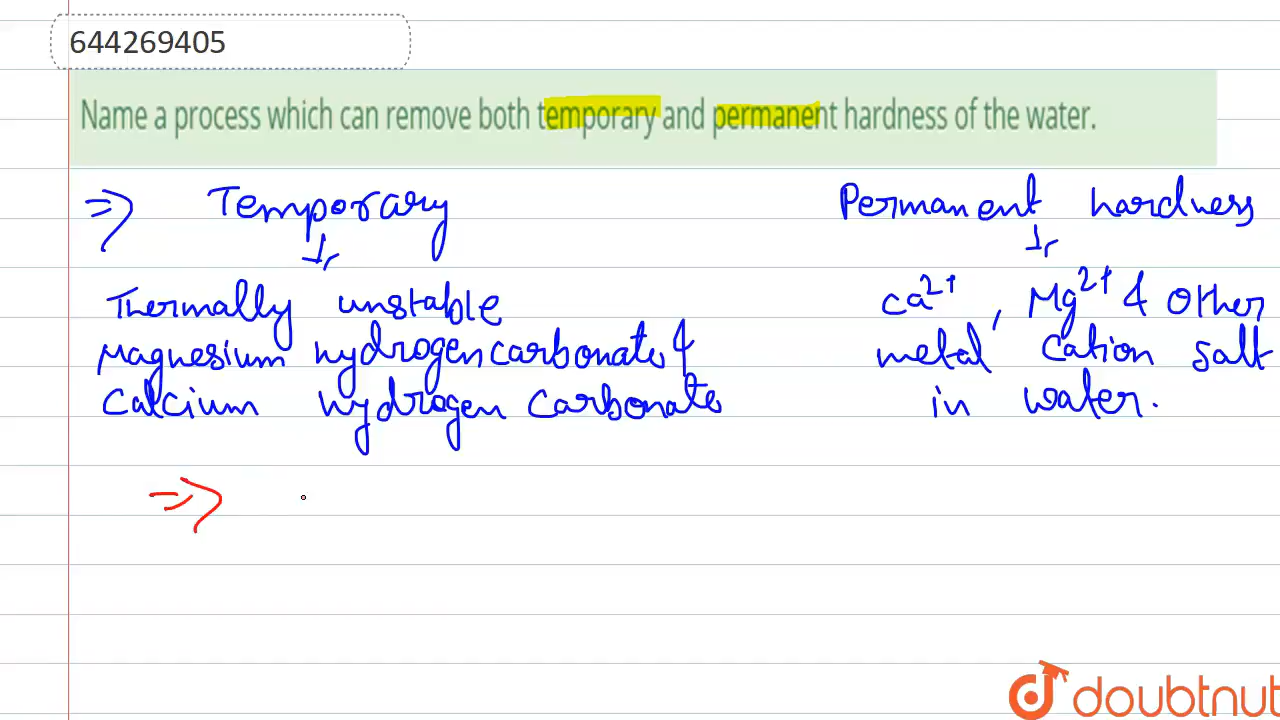 644269405
Name a process which can remove both temporary and permanent hardness of the water.
⇒ Temporary
Permanent hardness
Thermally unstable
magnesium hydrogencarbonate &
calcium hydrogen carbonate
ca²⁺, Mg²⁺ & other
metal cation salt
in water.
⇒
doubtnut